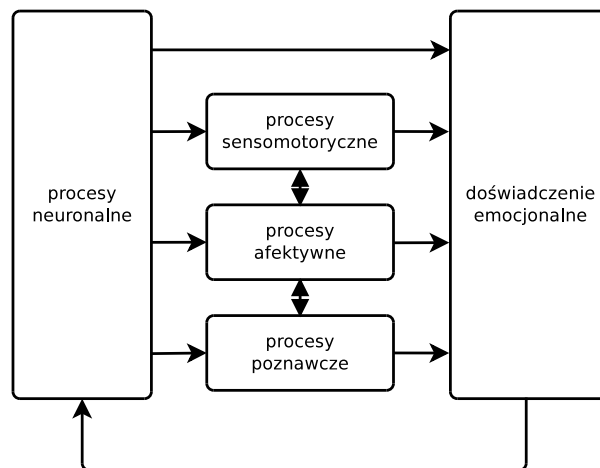 procesy
neuronalne
procesy
sensomotoryczne
procesy
afektywne
procesy
poznawcze
doświadczenie
emocjonalne